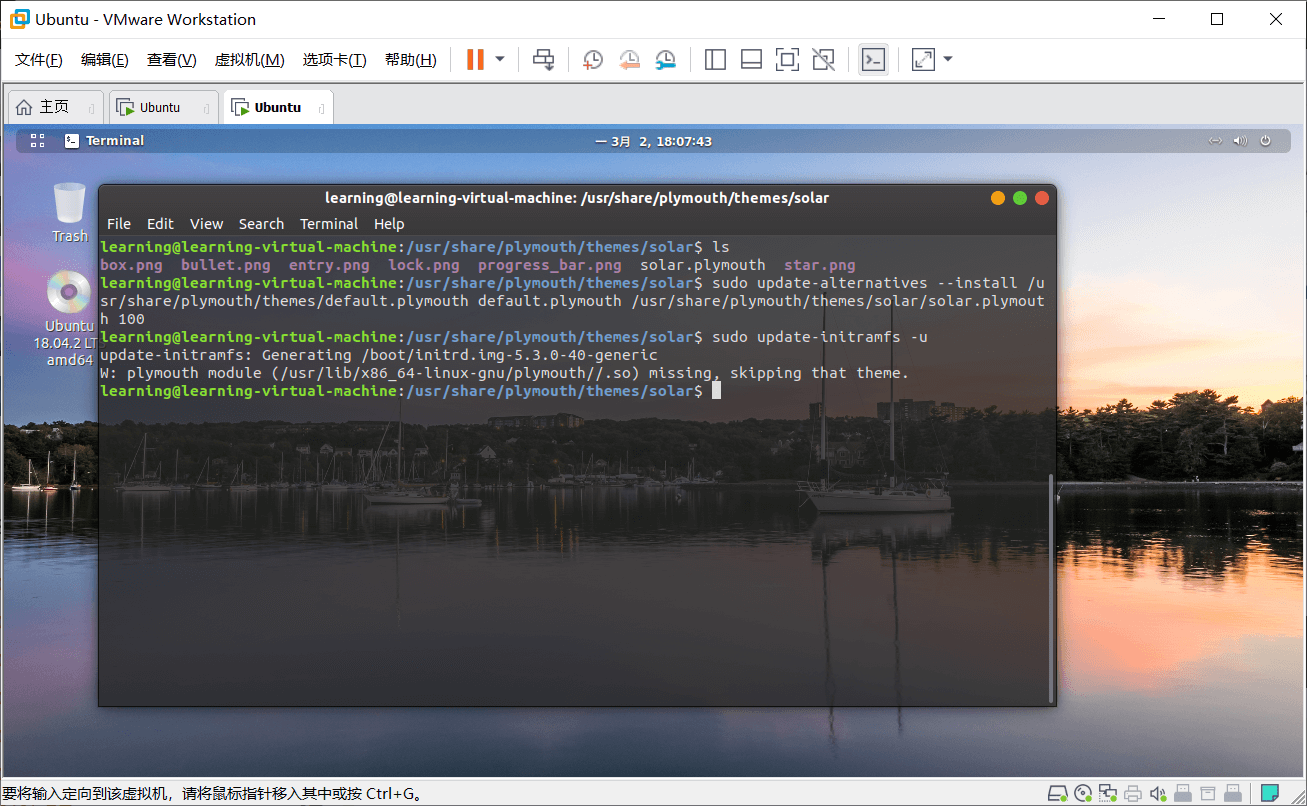 Ubuntu - VMware Workstation
文件(F) 编辑(E) 查看(V) 虚拟机(M) 选项卡(T) 帮助(H)
主页 Ubuntu Ubuntu
Terminal 一 3月 2, 18:07:43
Trash
Ubuntu
18.04.2 LT
amd64
learning@learning-virtual-machine: /usr/share/plymouth/themes/solar
File Edit View Search Terminal Help
learning@learning-virtual-machine:/usr/share/plymouth/themes/solar$ ls
box.png bullet.png entry.png lock.png progress_bar.png solar.plymouth star.png
learning@learning-virtual-machine:/usr/share/plymouth/themes/solar$ sudo update-alternatives --install /u
sr/share/plymouth/themes/default.plymouth default.plymouth /usr/share/plymouth/themes/solar/solar.plymout
h 100
learning@learning-virtual-machine:/usr/share/plymouth/themes/solar$ sudo update-initramfs -u
update-initramfs: Generating /boot/initrd.img-5.3.0-40-generic
W: plymouth module (/usr/lib/x86_64-linux-gnu/plymouth//.so) missing, skipping that theme.
learning@learning-virtual-machine:/usr/share/plymouth/themes/solar$
要将输入定向到该虚拟机，请将鼠标指针移入其中或按 Ctrl+G。